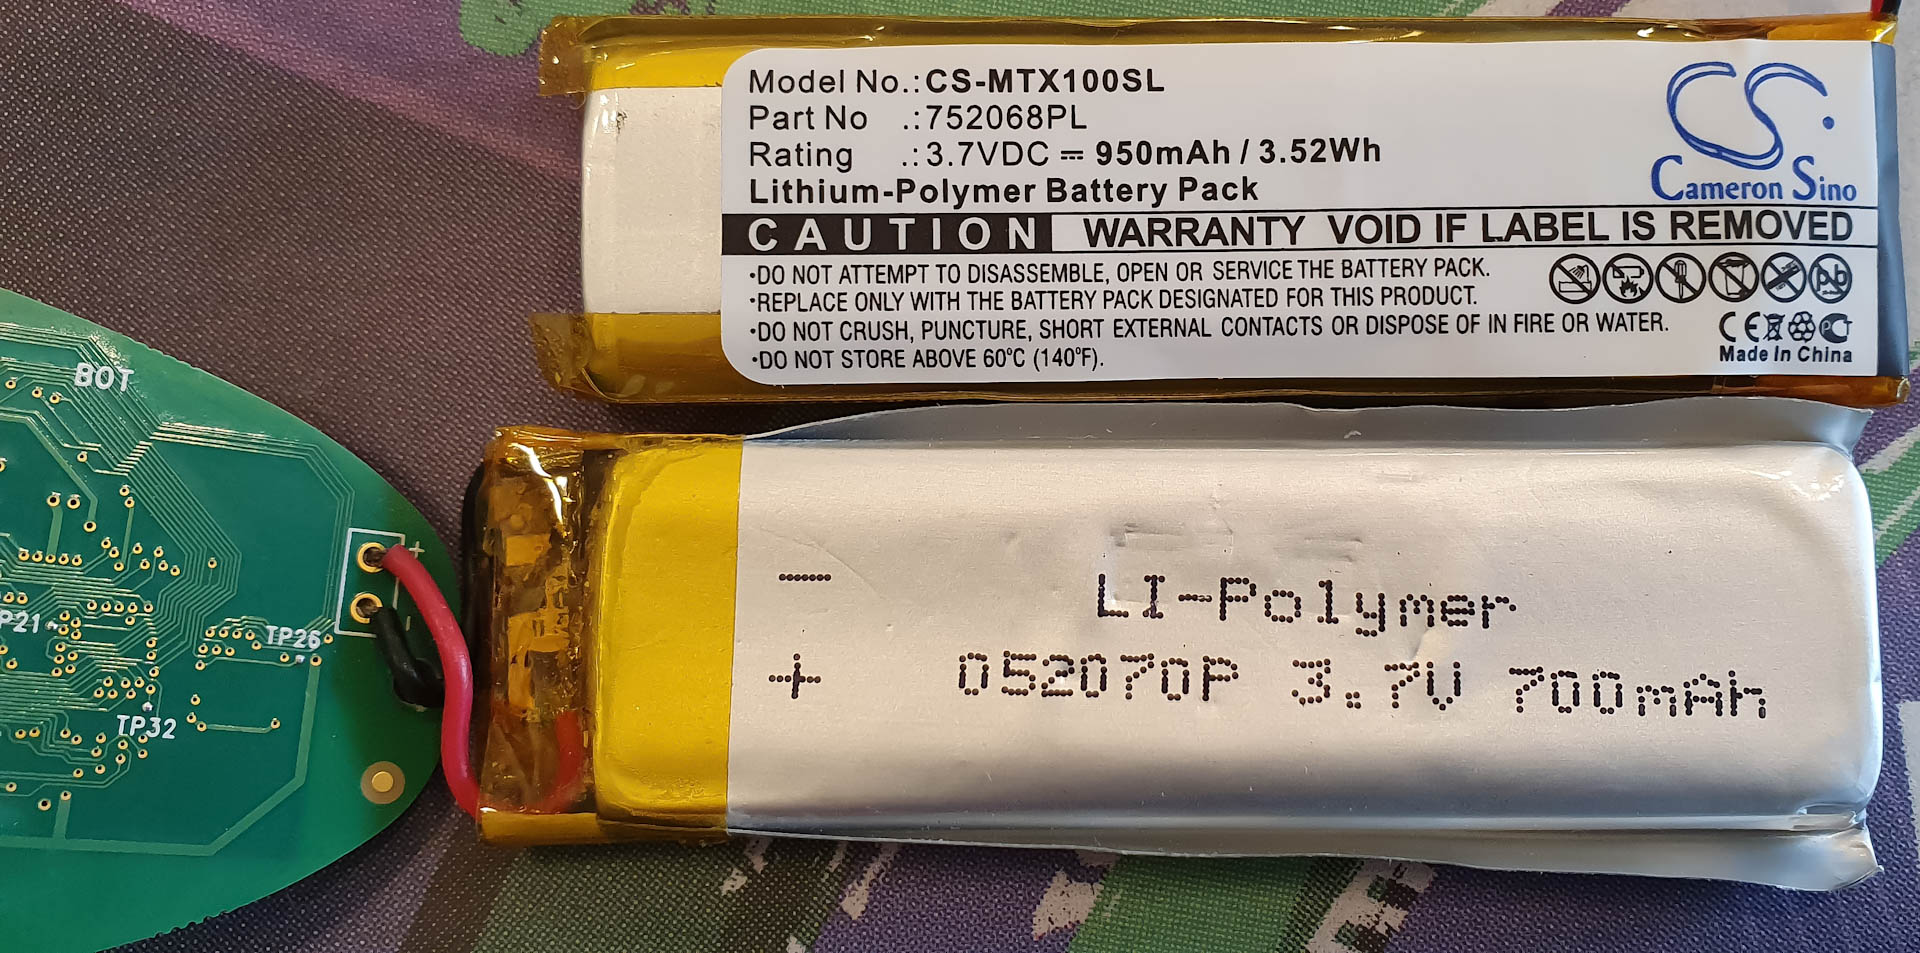 Model No.: CS-MTX100SL
Part No .: 752068PL
Rating .: 3.7VDC ⎓ 950mAh / 3.52Wh
Lithium-Polymer Battery Pack
CS
Cameron Sino
CAUTION WARRANTY VOID IF LABEL IS REMOVED
·DO NOT ATTEMPT TO DISASSEMBLE, OPEN OR SERVICE THE BATTERY PACK.
·REPLACE ONLY WITH THE BATTERY PACK DESIGNATED FOR THIS PRODUCT.
·DO NOT CRUSH, PUNCTURE, SHORT EXTERNAL CONTACTS OR DISPOSE OF IN FIRE OR WATER.
·DO NOT STORE ABOVE 60°C (140°F).
Pb
CE PCT
Made In China
BOT
+
-
TP26
TP32
− LI-Polymer
+ 052070P 3.7V 700mAh